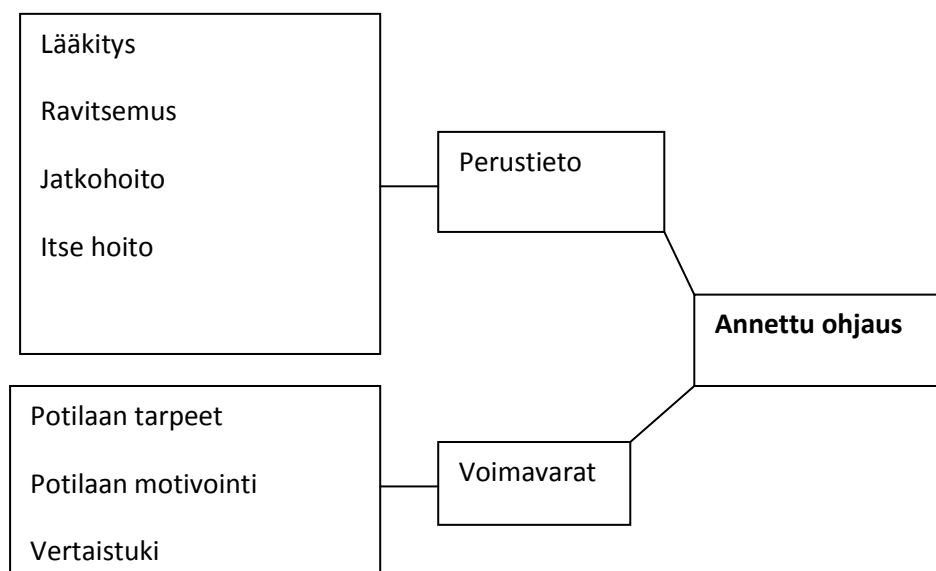 Lääkitys
Ravitsemus
Jatkohoito
Itse hoito
Perustieto
Annettu ohjaus
Potilaan tarpeet
Potilaan motivointi
Vertaistuki
Voimavarat